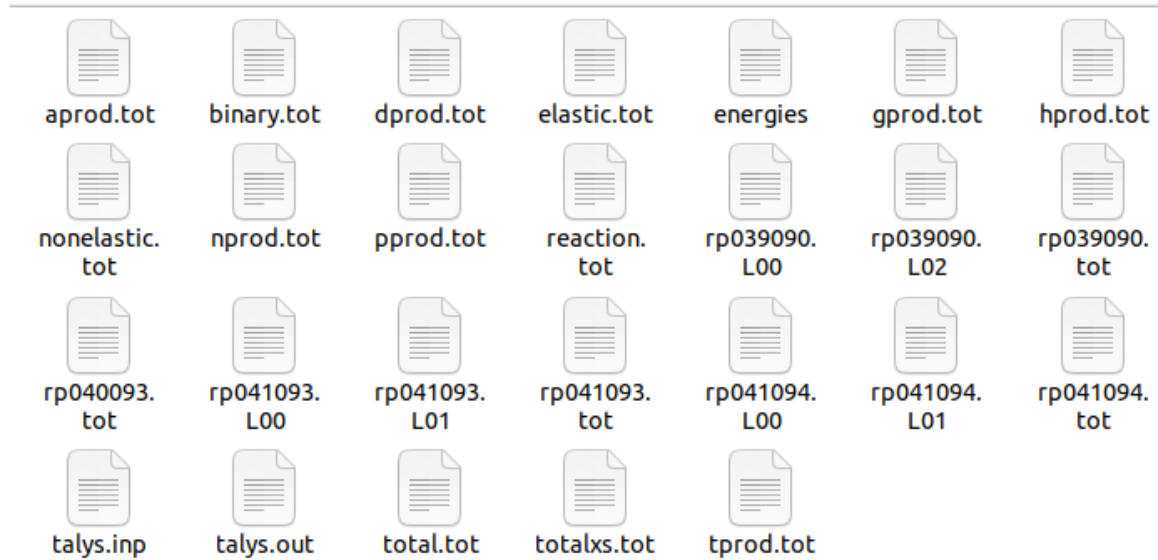 aprod.tot binary.tot dprod.tot elastic.tot energies gprod.tot hprod.tot
nonelastic. nprod.tot pprod.tot reaction. rp039090. rp039090. rp039090.
tot tot L00 L02 tot
rp040093. rp041093. rp041093. rp041093. rp041094. rp041094. rp041094.
tot L00 L01 tot L00 L01 tot
talys.inp talys.out total.tot totalxs.tot tprod.tot